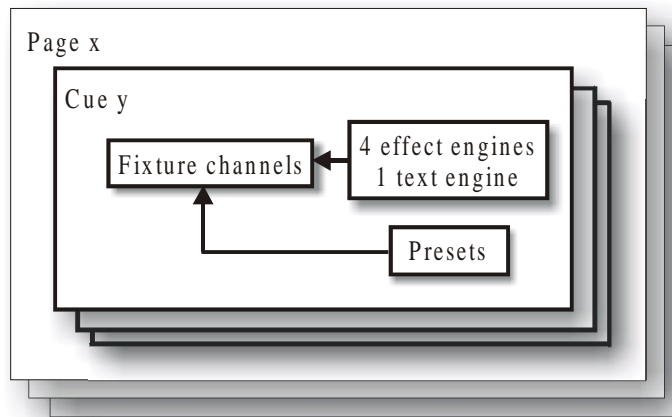 Page x
Cue y
4 effect engines
1 text engine
Fixture channels
Presets